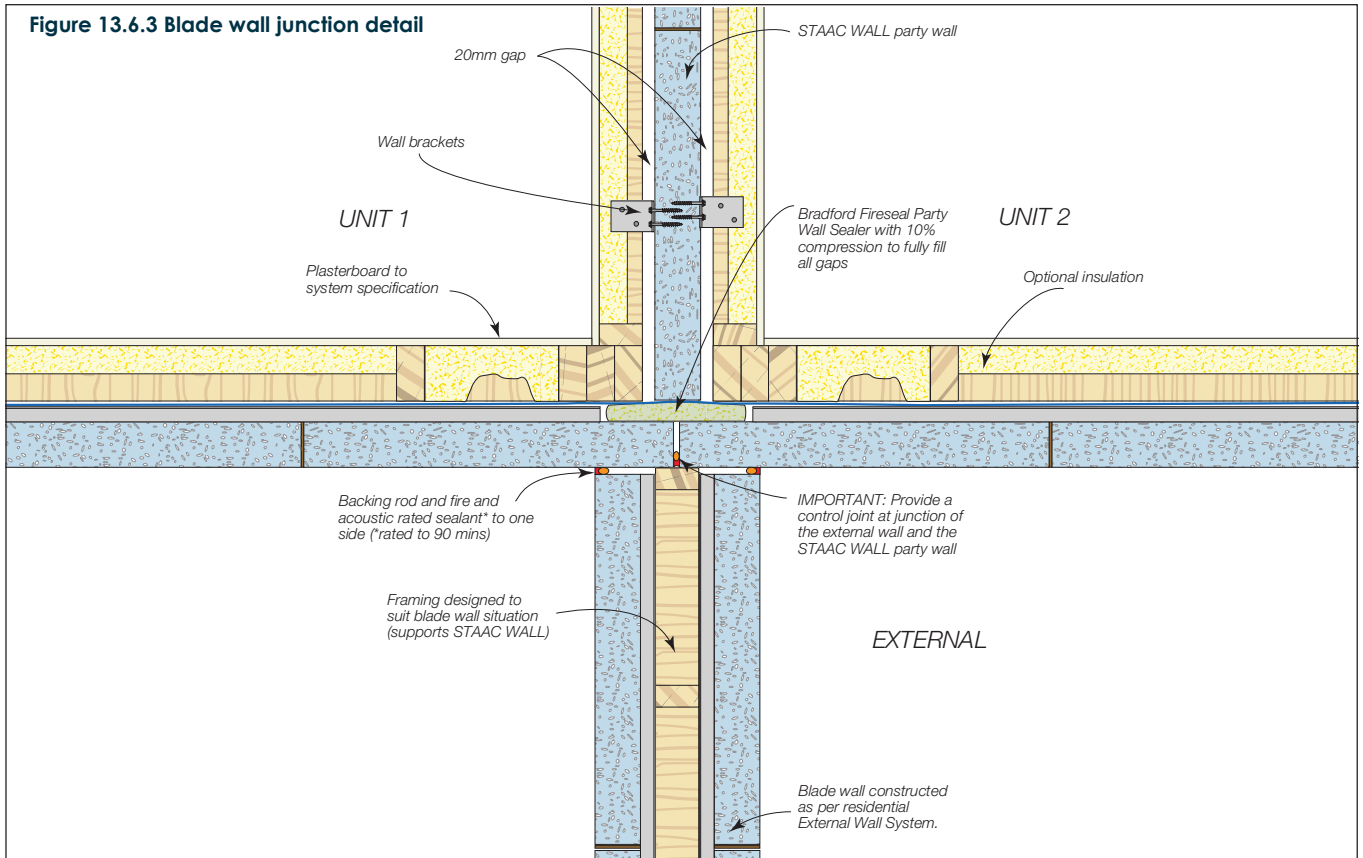 Figure 13.6.3 Blade wall junction detail
STAAC WALL party wall
20mm gap
Wall brackets
UNIT 1
Bradford Fireseal Party
Wall Sealer with 10%
compression to fully fill
all gaps
UNIT 2
Plasterboard to
system specification
Optional insulation
Backing rod and fire and
acoustic rated sealant* to one
side (*rated to 90 mins)
IMPORTANT: Provide a
control joint at junction of
the external wall and the
STAAC WALL party wall
Framing designed to
suit blade wall situation
(supports STAAC WALL)
EXTERNAL
Blade wall constructed
as per residential
External Wall System.